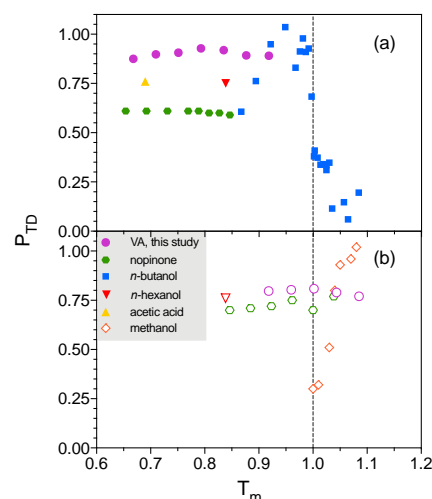 1.00
(a)
0.75
0.50
0.25
0.00
P_TD
VA, this study
nopinone
n-butanol
n-hexanol
acetic acid
methanol
(b)
1.00
0.75
0.50
0.25
0.00
0.6 0.7 0.8 0.9 1.0 1.1 1.2
T_m